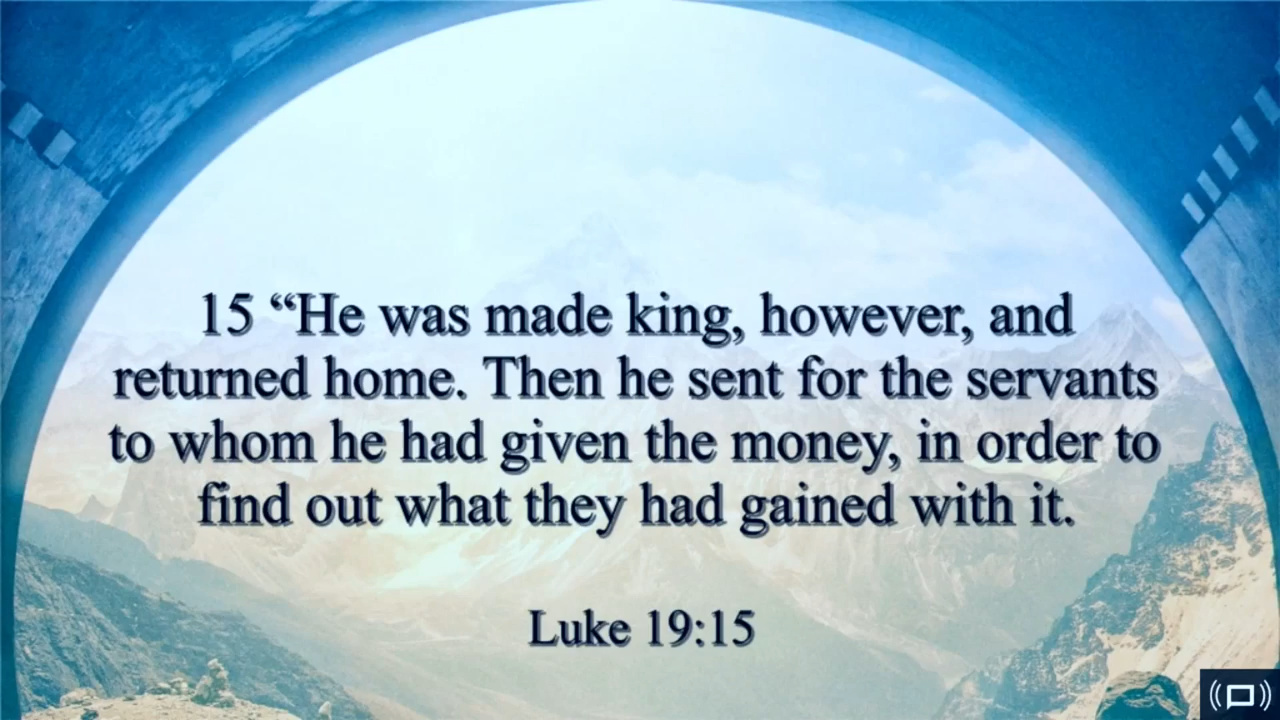 15 “He was made king, however, and
returned home. Then he sent for the servants
to whom he had given the money, in order to
find out what they had gained with it.
Luke 19:15